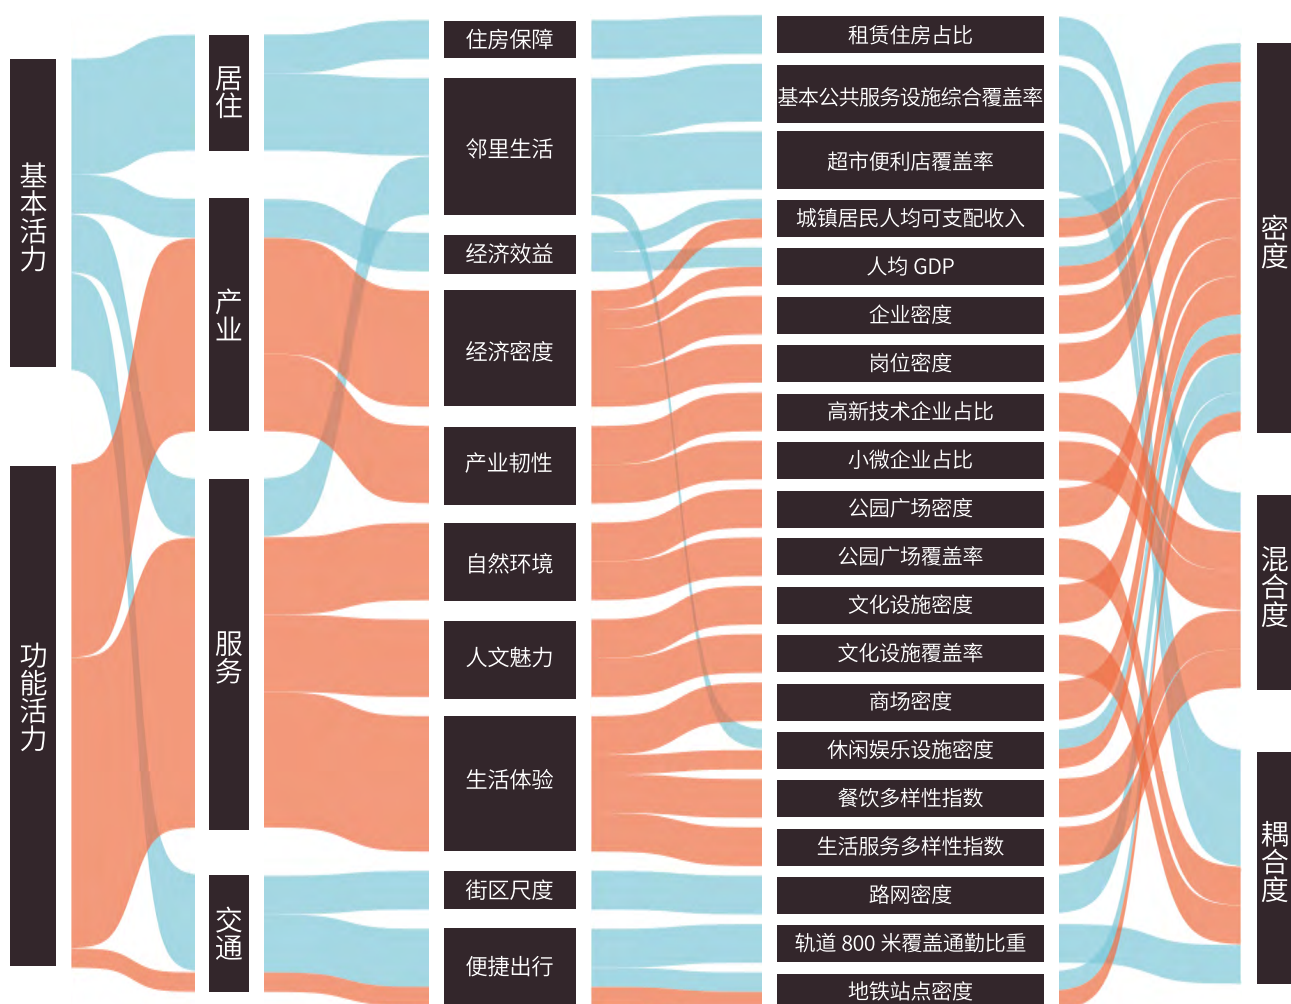 基本活力
功能活力
居住
产业
服务
交通
住房保障
邻里生活
经济效益
经济密度
产业韧性
自然环境
人文魅力
生活体验
街区尺度
便捷出行
租赁住房占比
基本公共服务设施综合覆盖率
超市便利店覆盖率
城镇居民人均可支配收入
人均 GDP
企业密度
岗位密度
高新技术企业占比
小微企业占比
公园广场密度
公园广场覆盖率
文化设施密度
文化设施覆盖率
商场密度
休闲娱乐设施密度
餐饮多样性指数
生活服务多样性指数
路网密度
轨道 800 米覆盖通勤比重
地铁站点密度
密度
混合度
耦合度